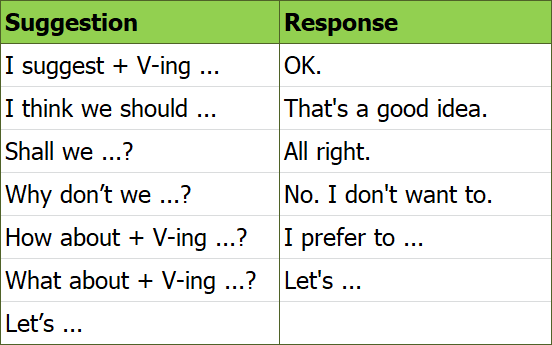 Suggestion Response
I suggest + V-ing ... OK.
I think we should ... That's a good idea.
Shall we ...? All right.
Why don’t we ...? No. I don't want to.
How about + V-ing ...? I prefer to ...
What about + V-ing ...? Let's ...
Let’s ...